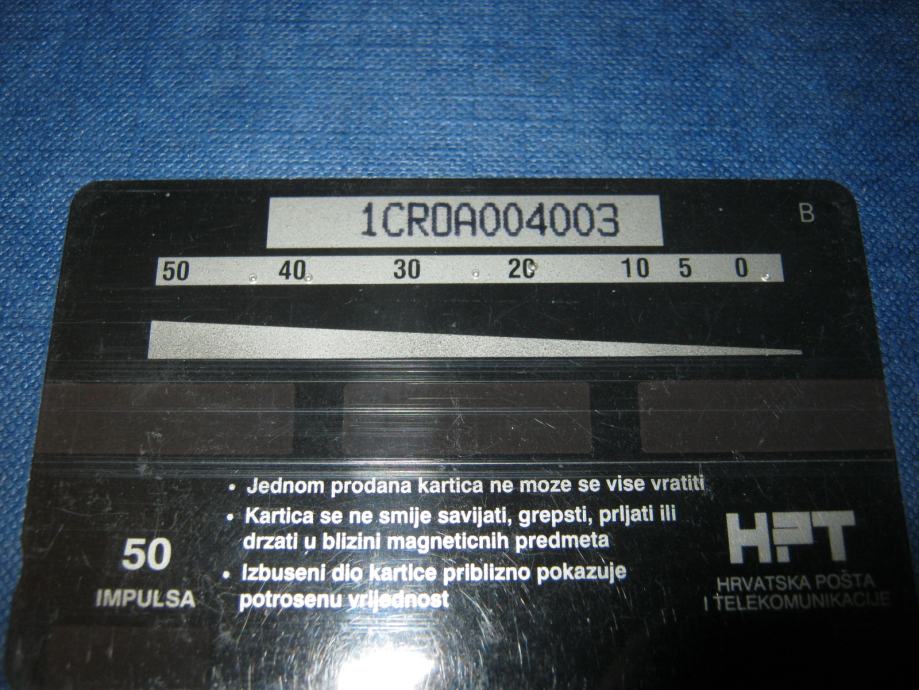 1CROA004003
B
50 40 30 20 10 5 0
• Jednom prodana kartica ne moze se vise vratiti
• Kartica se ne smije savijati, grepsti, prljati ili
drzati u blizini magneticnih predmeta
• Izbuseni dio kartice priblizno pokazuje
potrosenu vrijednost
50
IMPULSA
HPT
HRVATSKA POŠTA
I TELEKOMUNIKACIJE